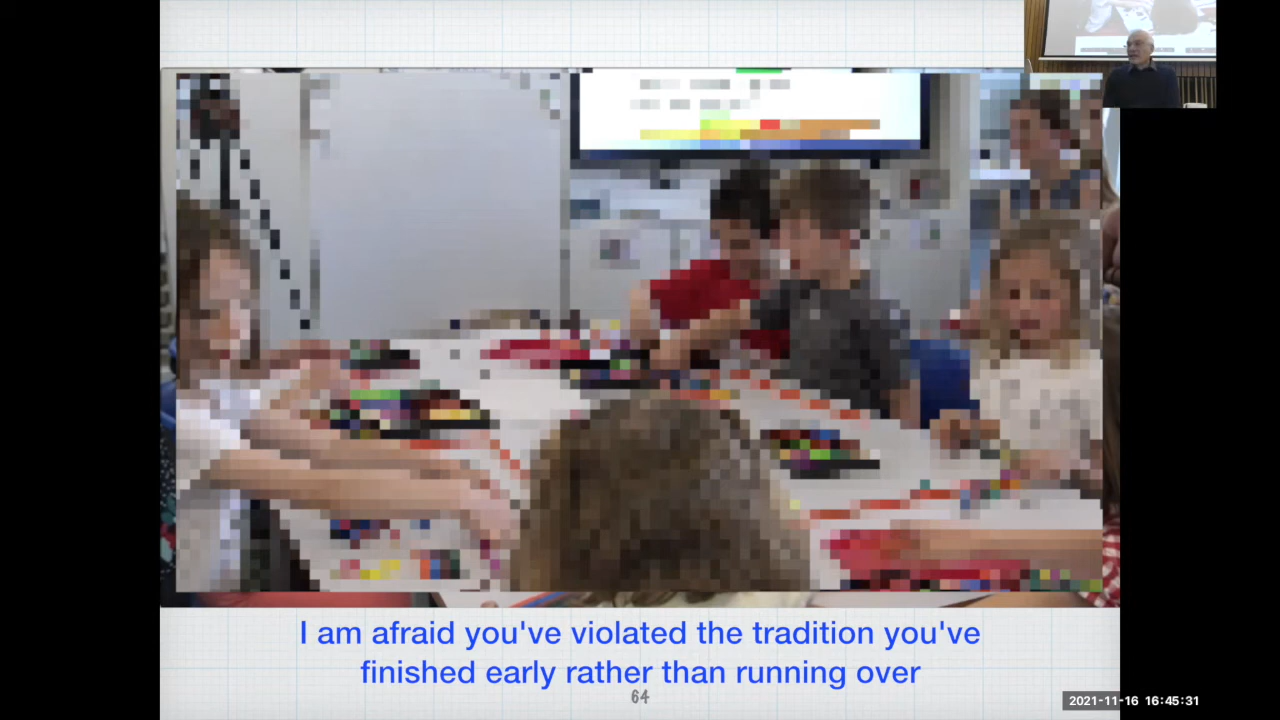 I am afraid you've violated the tradition you've
finished early rather than running over
64
2021-11-16 16:45:31